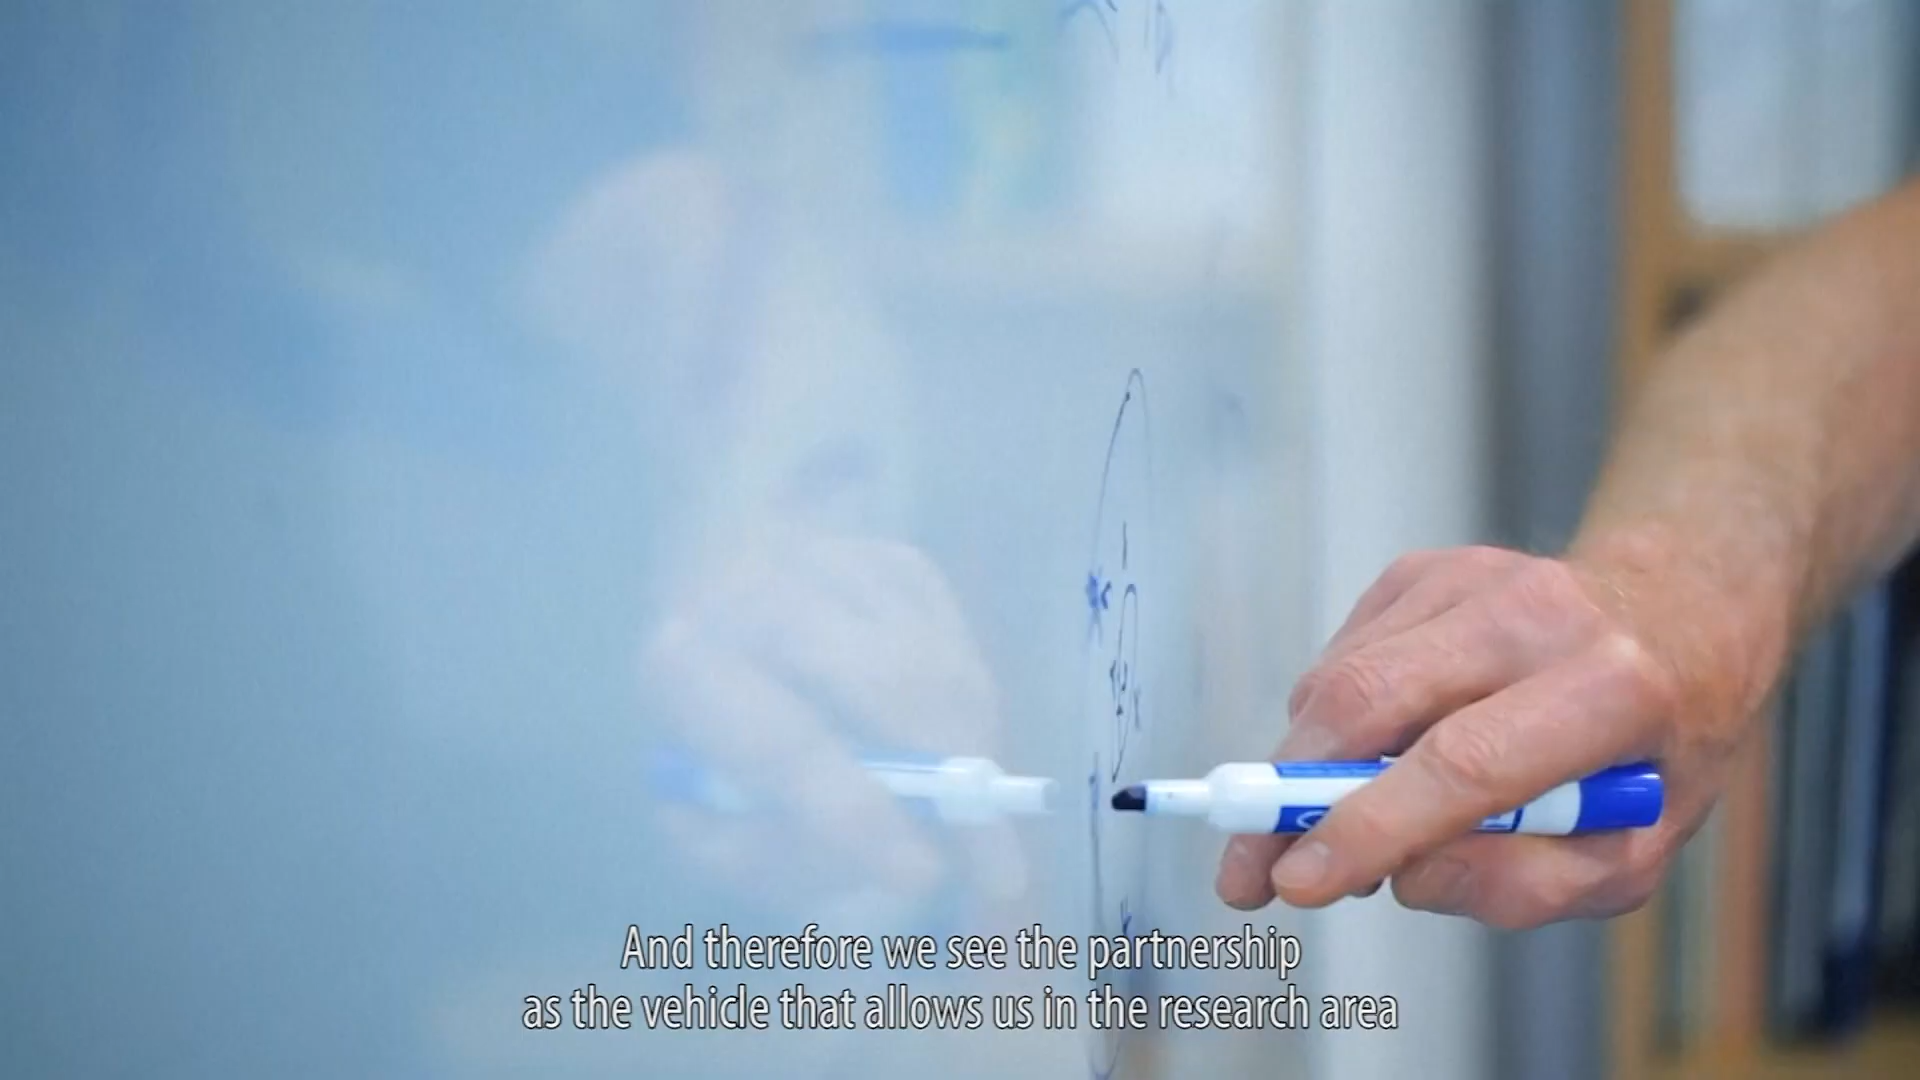 And therefore we see the partnership
as the vehicle that allows us in the research area